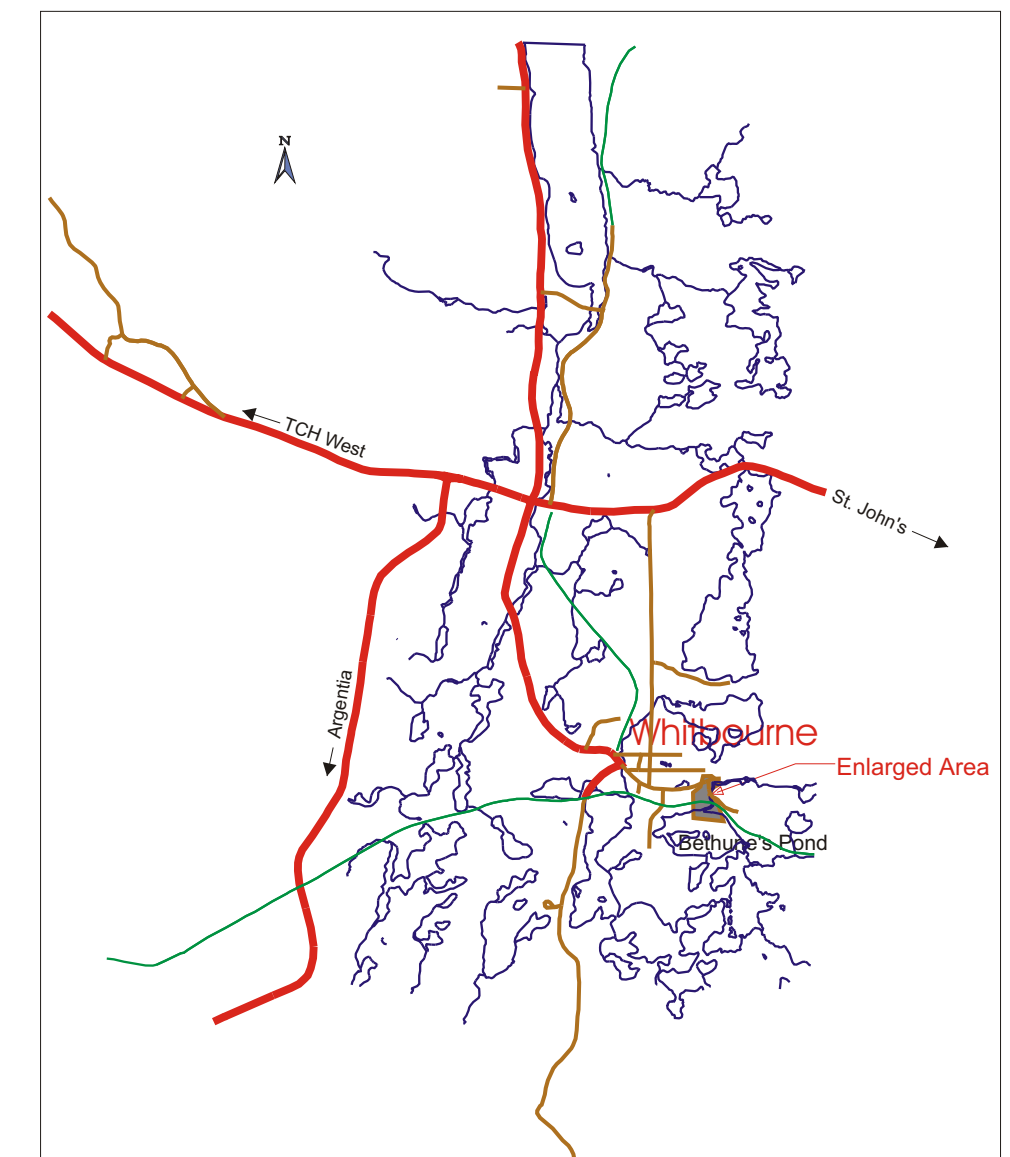 N
TCH West
St. John's
Argentia
Whitbourne
Enlarged Area
Bethune's Pond